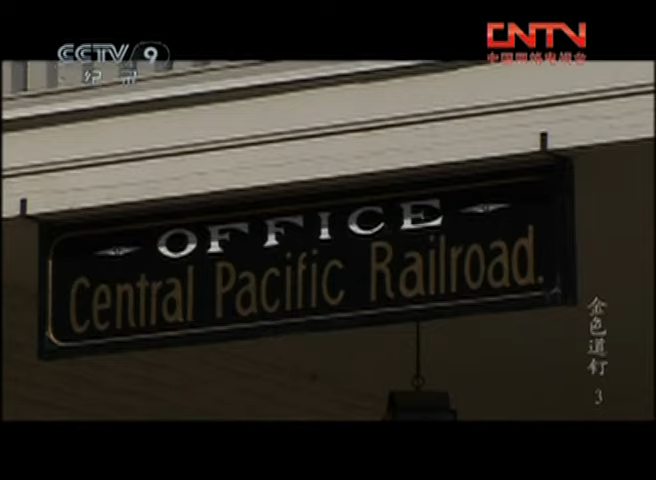 CCTV 9
纪录
CNTN
中国网络电视台
OFFICE
Central Pacific Railroad.
金色道钉 3